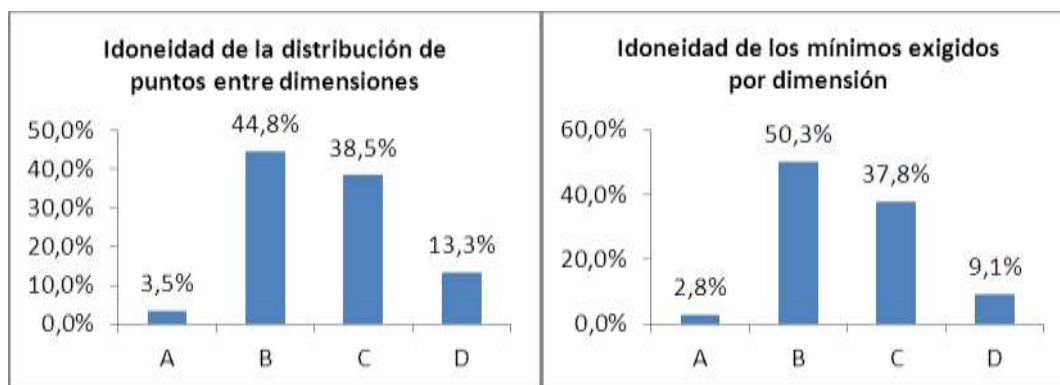 Idoneidad de la distribución de
puntos entre dimensiones
50,0%
40,0%
30,0%
20,0%
10,0%
0,0%
3,5%
44,8%
38,5%
13,3%
A
B
C
D
Idoneidad de los mínimos exigidos
por dimensión
60,0%
40,0%
20,0%
0,0%
2,8%
50,3%
37,8%
9,1%
A
B
C
D